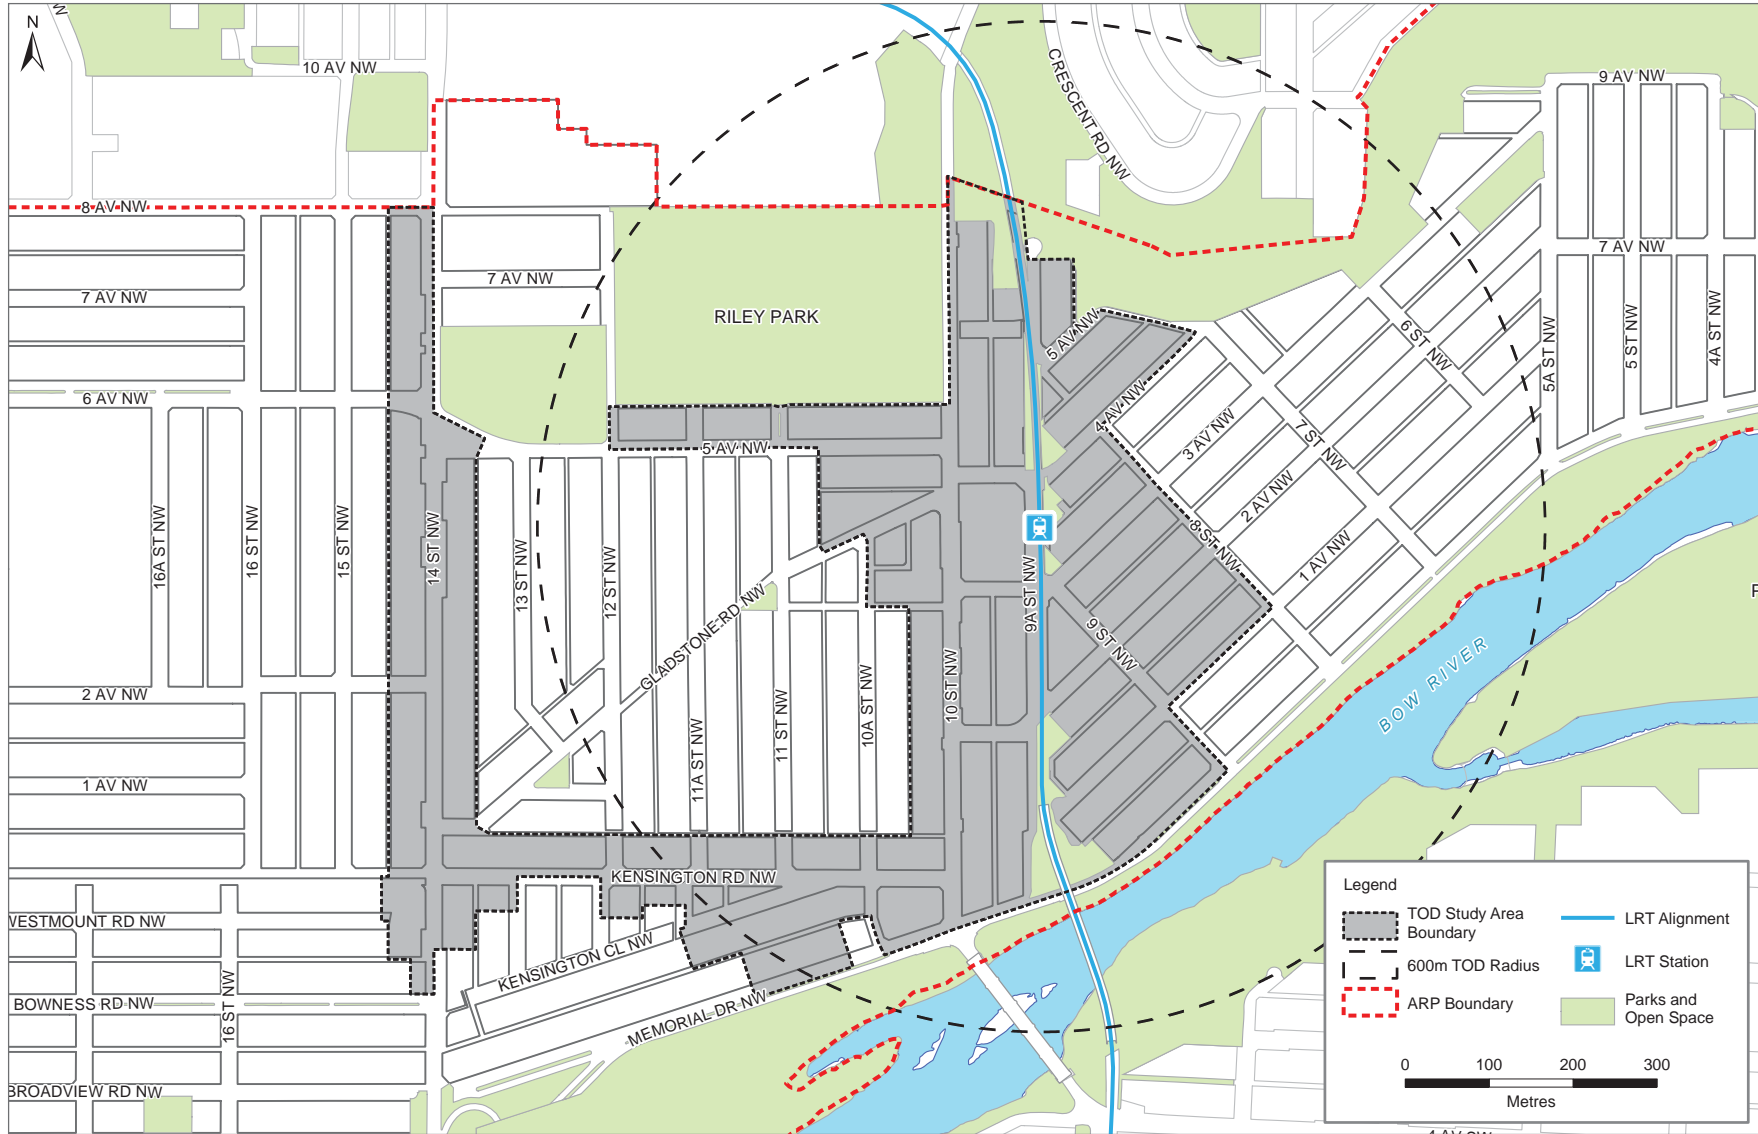 N
W
10 AV NW
CRESCENT RD NW
9 AV NW
8 AV NW
7 AV NW
7 AV NW
7 AV NW
RILEY PARK
5 AV NW
6 ST NW
5A ST NW
5 ST NW
4A ST NW
6 AV NW
4 AV NW
3 AV NW
7 ST NW
5 AV NW
2 AV NW
8 ST NW
1 AV NW
16A ST NW
16 ST NW
15 ST NW
14 ST NW
13 ST NW
12 ST NW
GLADSTONE RD NW
9A ST NW
9 ST NW
11A ST NW
11 ST NW
10A ST NW
10 ST NW
BOW RIVER
2 AV NW
1 AV NW
KENSINGTON RD NW
WESTMOUNT RD NW
KENSINGTON CL NW
16 ST NW
BOWNESS RD NW
MEMORIAL DR NW
BROADVIEW RD NW
Legend
TOD Study Area
Boundary
600m TOD Radius
ARP Boundary
LRT Alignment
LRT Station
Parks and
Open Space
0 100 200 300
Metres